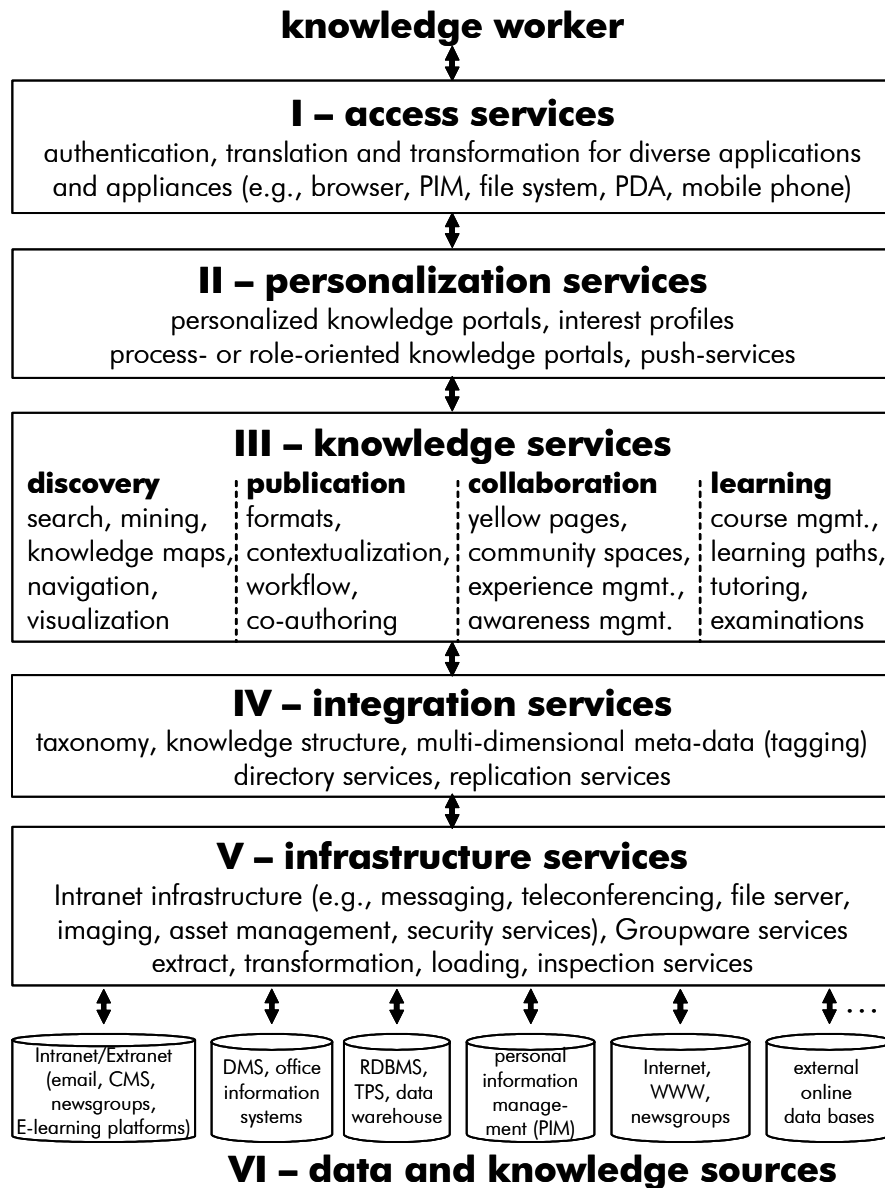 knowledge worker
I – access services
authentication, translation and transformation for diverse applications
and appliances (e.g., browser, PIM, file system, PDA, mobile phone)
II – personalization services
personalized knowledge portals, interest profiles
process- or role-oriented knowledge portals, push-services
III – knowledge services
discovery
search, mining,
knowledge maps,
navigation,
visualization
publication
formats,
contextualization,
workflow,
co-authoring
collaboration
yellow pages,
community spaces,
experience mgmt.,
awareness mgmt.
learning
course mgmt.,
learning paths,
tutoring,
examinations
IV – integration services
taxonomy, knowledge structure, multi-dimensional meta-data (tagging)
directory services, replication services
V – infrastructure services
Intranet infrastructure (e.g., messaging, teleconferencing, file server,
imaging, asset management, security services), Groupware services
extract, transformation, loading, inspection services
...
Intranet/Extranet
(email, CMS,
newsgroups,
E-learning platforms)
DMS, office
information
systems
RDBMS,
TPS, data
warehouse
personal
information
manage-
ment (PIM)
Internet,
WWW,
newsgroups
external
online
data bases
VI – data and knowledge sources